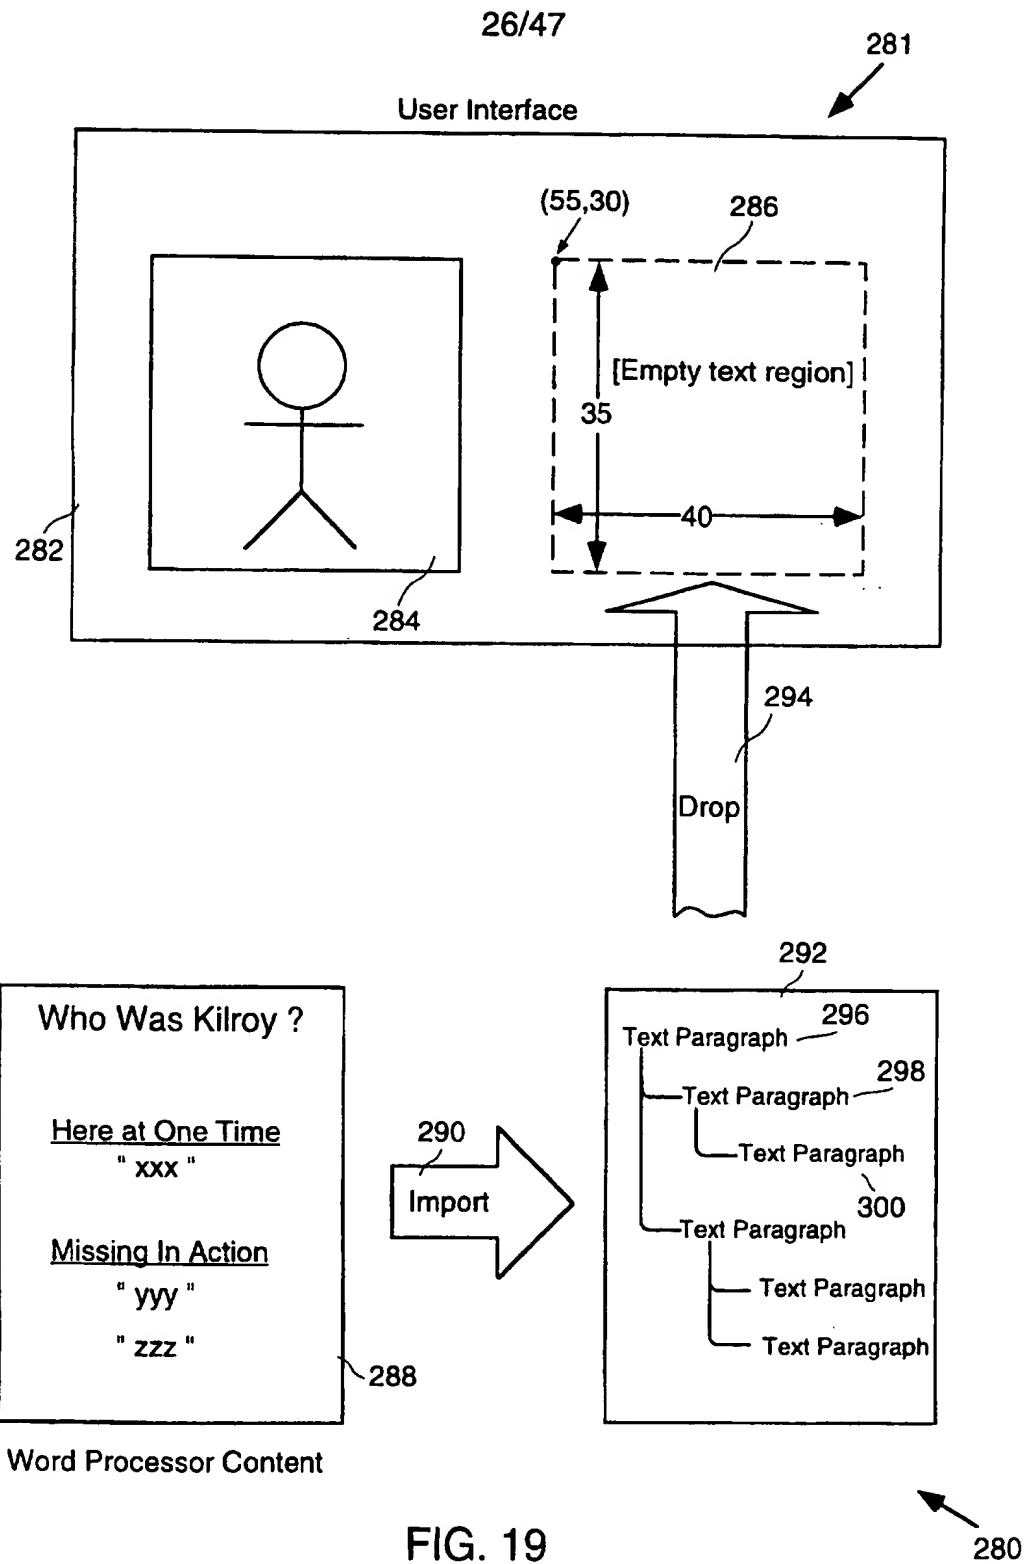 26/47
281
User Interface
(55,30)
286
[Empty text region]
35
40
282
284
294
Drop
292
Who Was Kilroy ?
Text Paragraph
296
Text Paragraph
298
Here at One Time
" xxx "
290
Import
Text Paragraph
300
Text Paragraph
Missing In Action
" yyy "
" zzz "
Text Paragraph
Text Paragraph
288
Word Processor Content
FIG. 19
280